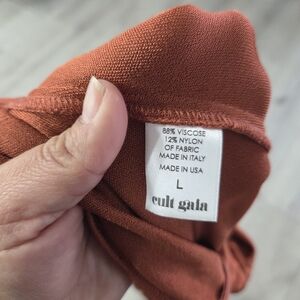 88% VISCOSE
12% NYLON
OF FABRIC
MADE IN ITALY
MADE IN USA
L
cult gaia